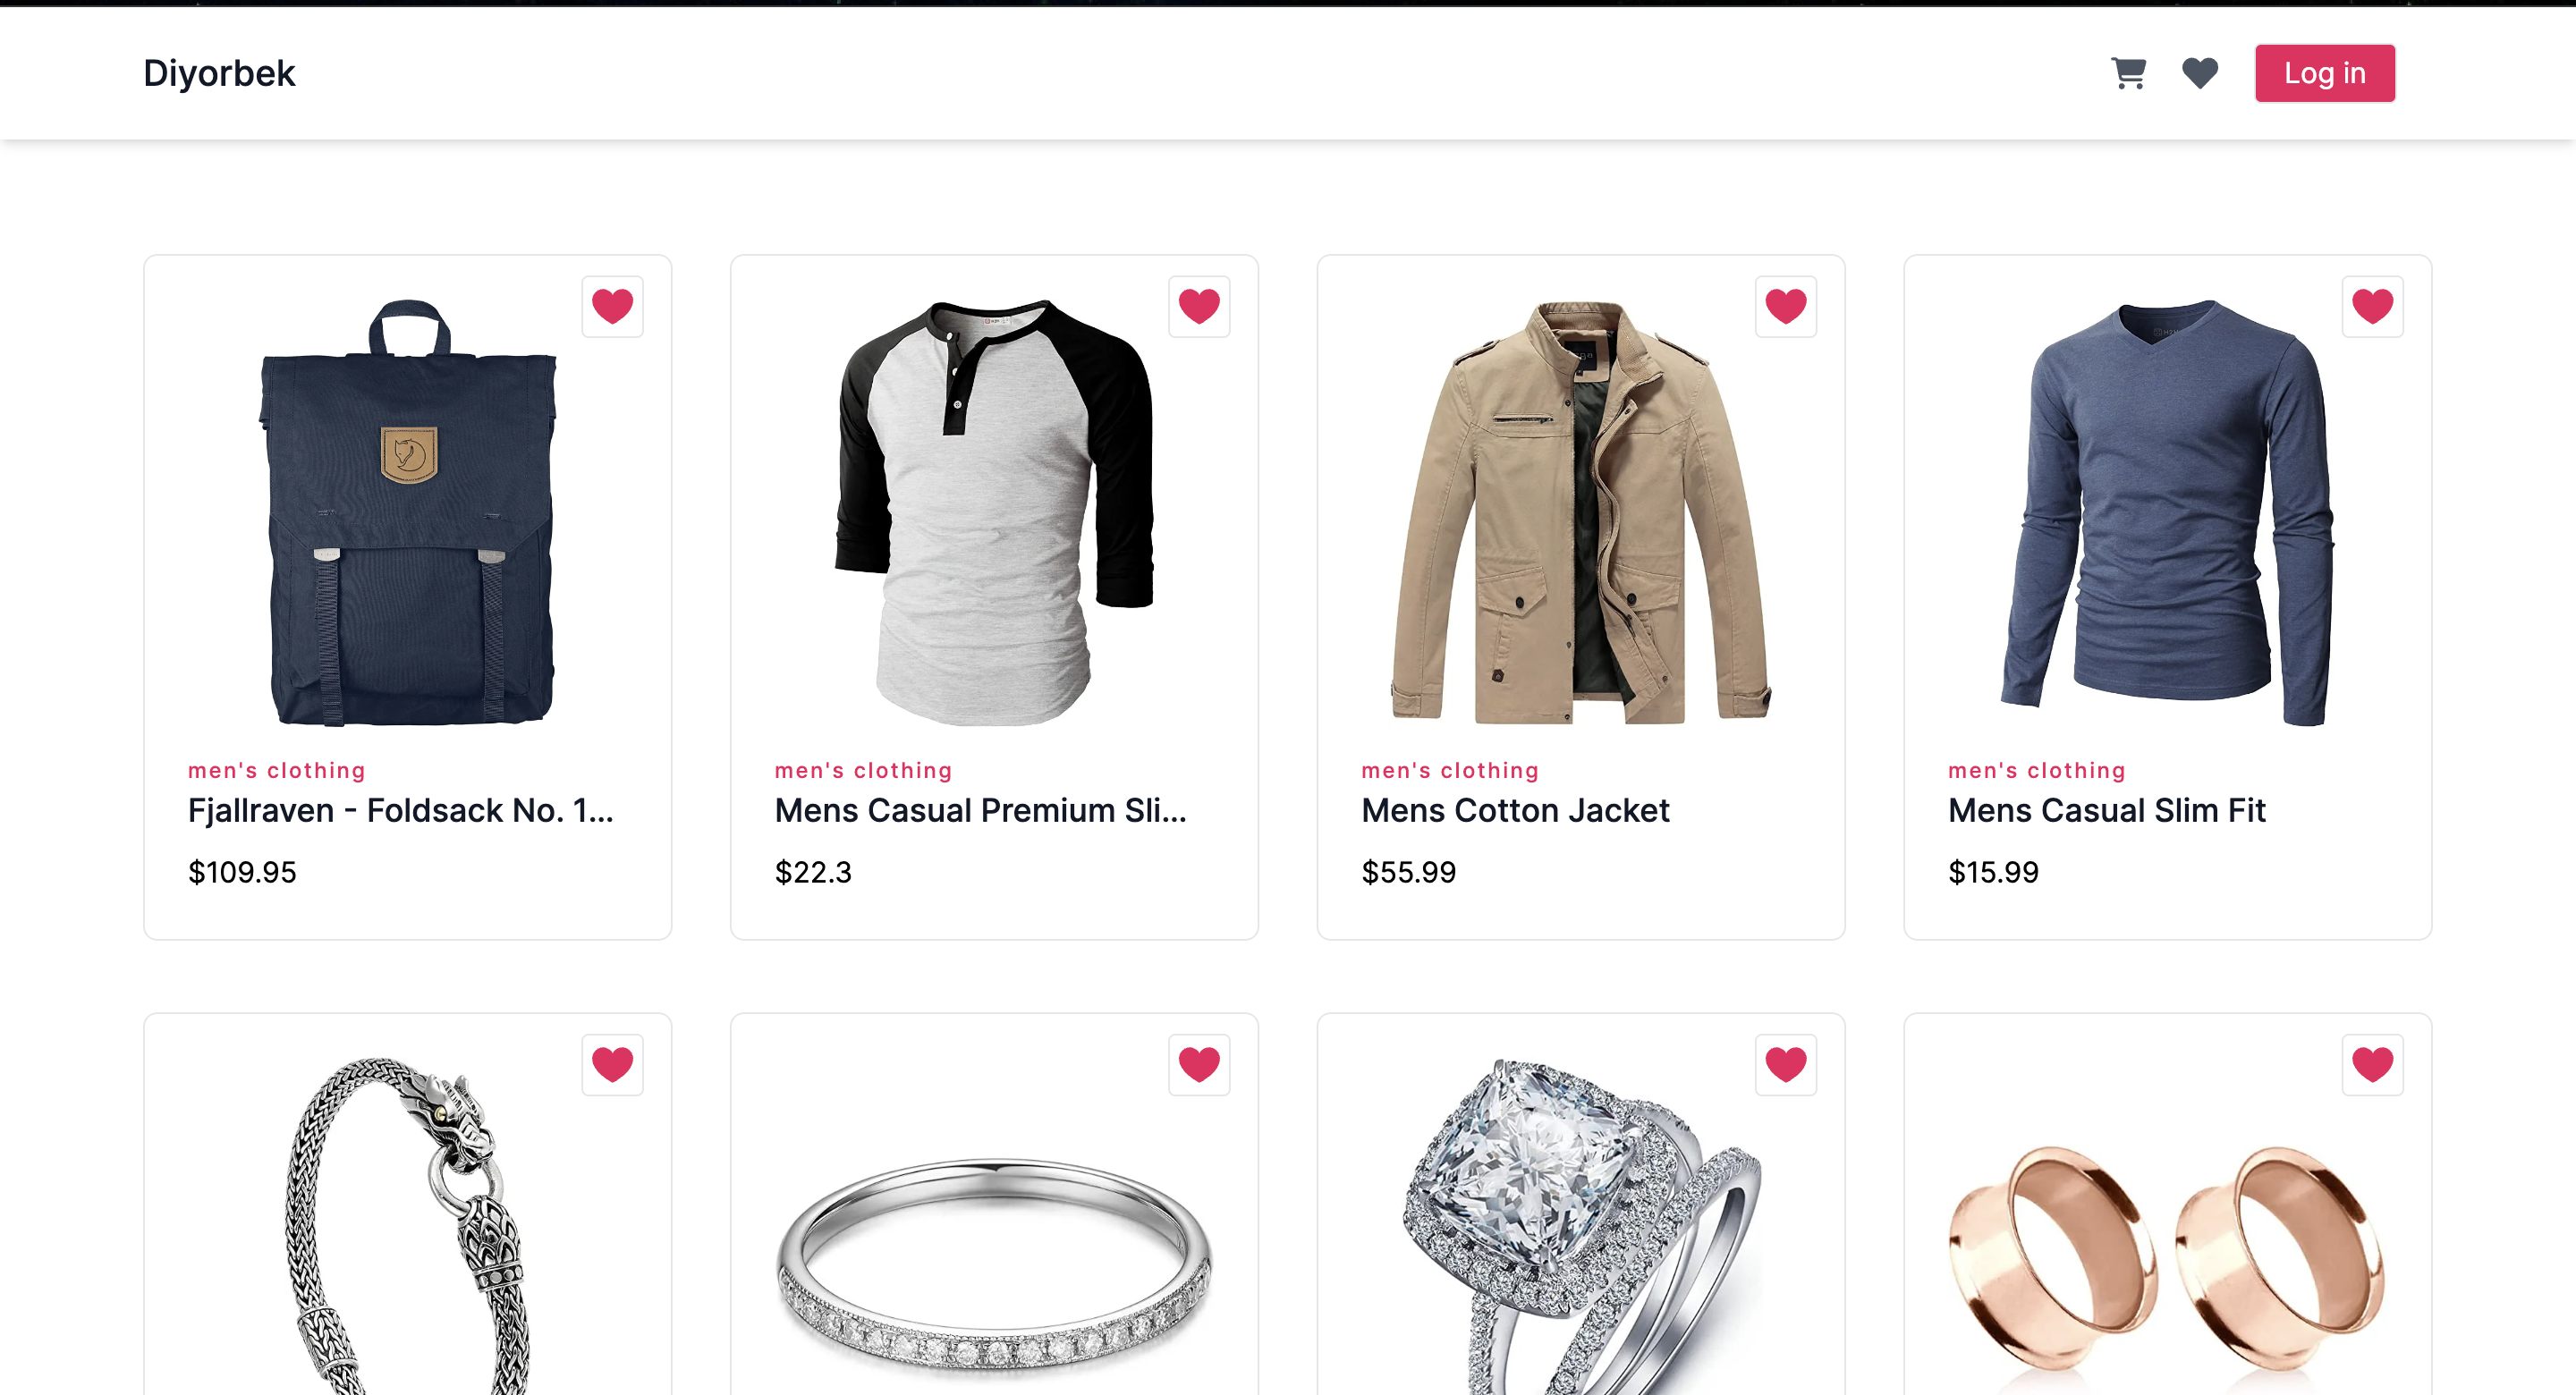 Diyorbek
Log in
men's clothing
Fjallraven - Foldsack No. 1...
$109.95
men's clothing
Mens Casual Premium Sli...
$22.3
men's clothing
Mens Cotton Jacket
$55.99
men's clothing
Mens Casual Slim Fit
$15.99